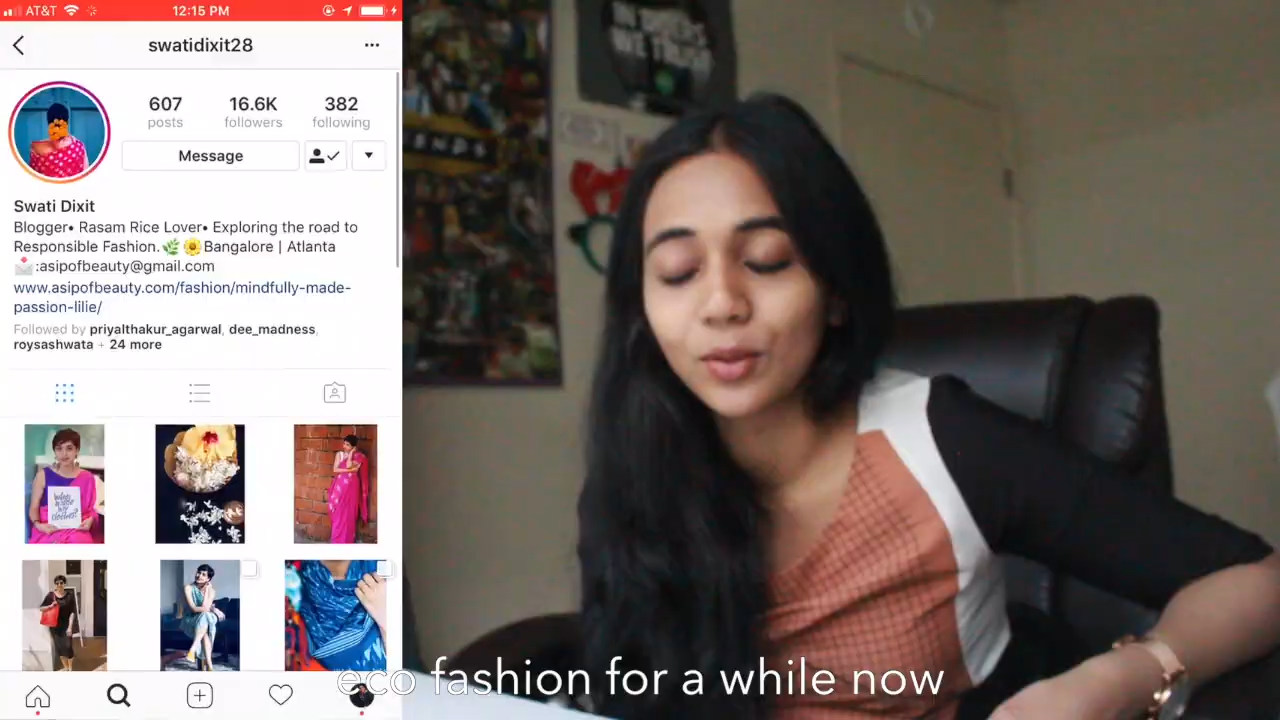 AT&T
12:15 PM
swatidixit28
607
16.6K
382
posts
followers
following
Message
Swati Dixit
Blogger• Rasam Rice Lover• Exploring the road to
Responsible Fashion.🌿🌼Bangalore | Atlanta
📩:asipofbeauty@gmail.com
www.asipofbeauty.com/fashion/mindfully-made-
passion-lilie/
Followed by priyalthakur_agarwal, dee_madness,
roysashwata + 24 more
WE TRUST
eco fashion for a while now